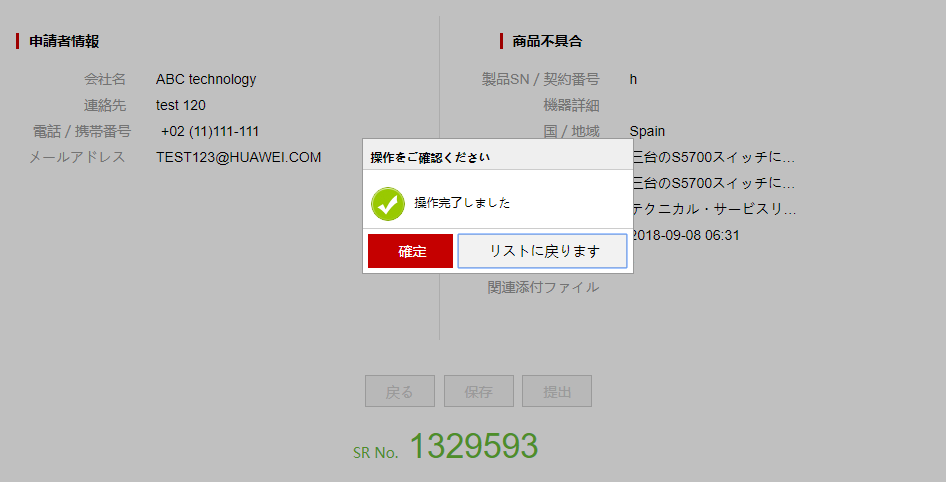 申請者情報
会社名 ABC technology
連絡先 test 120
電話 / 携帯番号 +02 (11)111-111
メールアドレス TEST123@HUAWEI.COM
商品不具合
製品SN / 契約番号 h
機器詳細
国 / 地域 Spain
三台のS5700スイッチに...
三台のS5700スイッチに...
テクニカル・サービスリ...
2018-09-08 06:31
関連添付ファイル
操作をご確認ください
操作完了しました
確定 リストに戻ります
戻る 保存 提出
SR No. 1329593